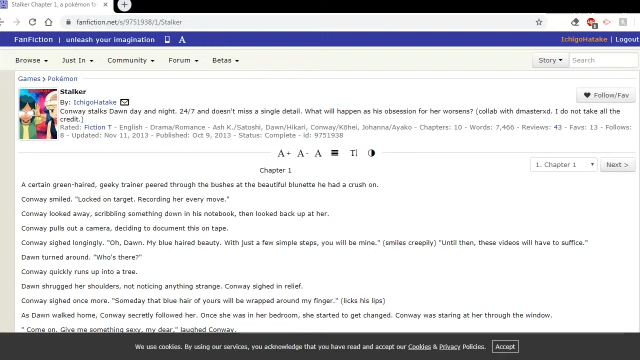 Stalker Chapter 1, a pokémon fa
fanfiction.net/s/9751938/1/Stalker
FanFiction | unleash your imagination A IchigoHatake | Logout
Browse Just In Community Forum Betas Story Search
Games > Pokémon
Stalker
Follow/Fav
By: IchigoHatake
Conway stalks Dawn day and night. 24/7 and doesn't miss a single detail. What will happen as his obsession for her worsens? (collab with dmasterxd. I do not take all the
credit.)
Rated: Fiction T - English - Drama/Romance - Ash K./Satoshi, Dawn/Hikari, Conway/Kōhei, Johanna/Ayako - Chapters: 10 - Words: 7,466 - Reviews: 43 - Favs: 13 - Follows:
8 - Updated: Nov 11, 2013 - Published: Oct 9, 2013 - Status: Complete - id: 9751938
A+ A- A
1. Chapter 1 Next >
Chapter 1
A certain green-haired, geeky trainer peered through the bushes at the beautiful blunette he had a crush on.
Conway smiled. "Locked on target. Recording her every move."
Conway looked away, scribbling something down in his notebook, then looked back up at her.
Conway pulls out a camera, deciding to document this on tape.
Conway sighed longingly. "Oh, Dawn. My blue haired beauty. With just a few simple steps, you will be mine." (smiles creepily) "Until then, these videos will have to suffice."
Dawn turned around. "Who's there?"
Conway quickly runs up into a tree.
Dawn shrugged her shoulders, not noticing anything strange. Conway sighed in relief.
Conway sighed once more. "Someday that blue hair of yours will be wrapped around my finger." (licks his lips)
As Dawn walked home, Conway secretly followed her. Once she was in her bedroom, she started to get changed. Conway was staring at her through the window.
" Come on. Give me something sexy, my dear," laughed Conway.
We use cookies. By using our services, you acknowledge that you have read and accept our Cookies & Privacy Policies. Accept